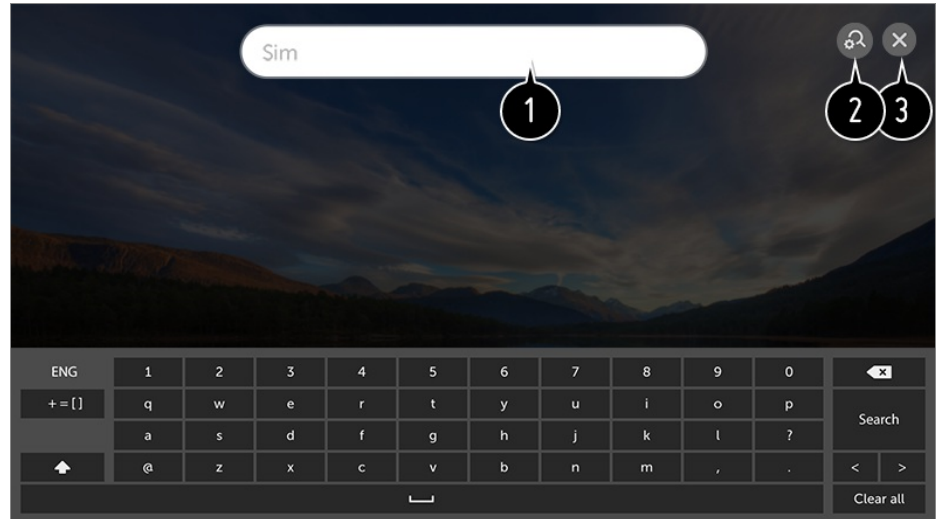 Sim
1
2 3
ENG 1 2 3 4 5 6 7 8 9 0
+=[] q w e r t y u i o p Search
a s d f g h j k l ?
@ z x c v b n m , . < >
Clear all